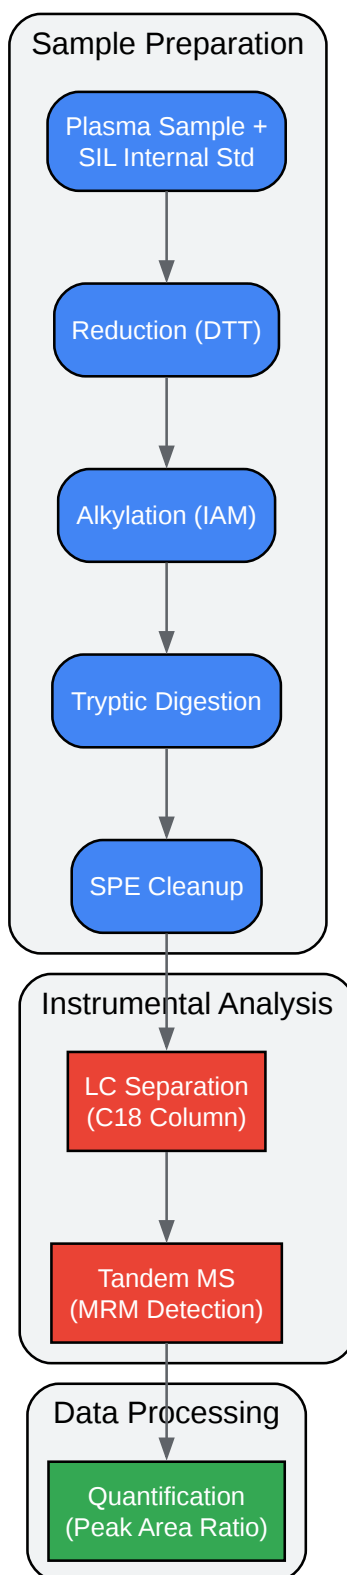 Sample Preparation
Plasma Sample +
SIL Internal Std
Reduction (DTT)
Alkylation (IAM)
Tryptic Digestion
SPE Cleanup
Instrumental Analysis
LC Separation
(C18 Column)
Tandem MS
(MRM Detection)
Data Processing
Quantification
(Peak Area Ratio)